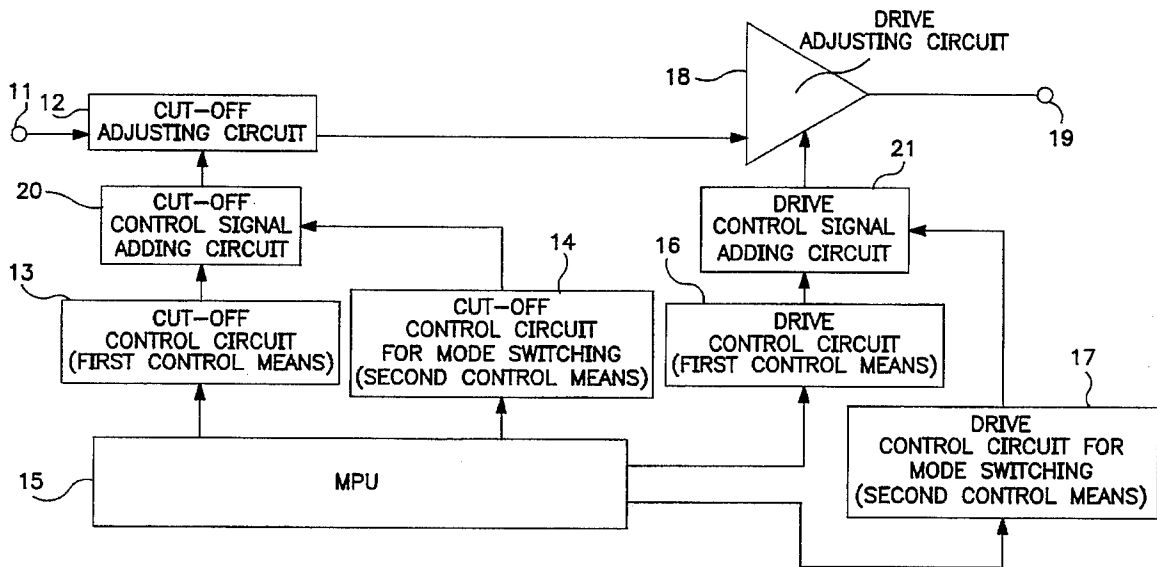 DRIVE
ADJUSTING CIRCUIT
18
11
12
CUT-OFF
ADJUSTING CIRCUIT
19
20
CUT-OFF
CONTROL SIGNAL
ADDING CIRCUIT
21
DRIVE
CONTROL SIGNAL
ADDING CIRCUIT
13
CUT-OFF
CONTROL CIRCUIT
(FIRST CONTROL MEANS)
14
CUT-OFF
CONTROL CIRCUIT
FOR MODE SWITCHING
(SECOND CONTROL MEANS)
16
DRIVE
CONTROL CIRCUIT
(FIRST CONTROL MEANS)
17
DRIVE
CONTROL CIRCUIT FOR
MODE SWITCHING
(SECOND CONTROL MEANS)
15
MPU